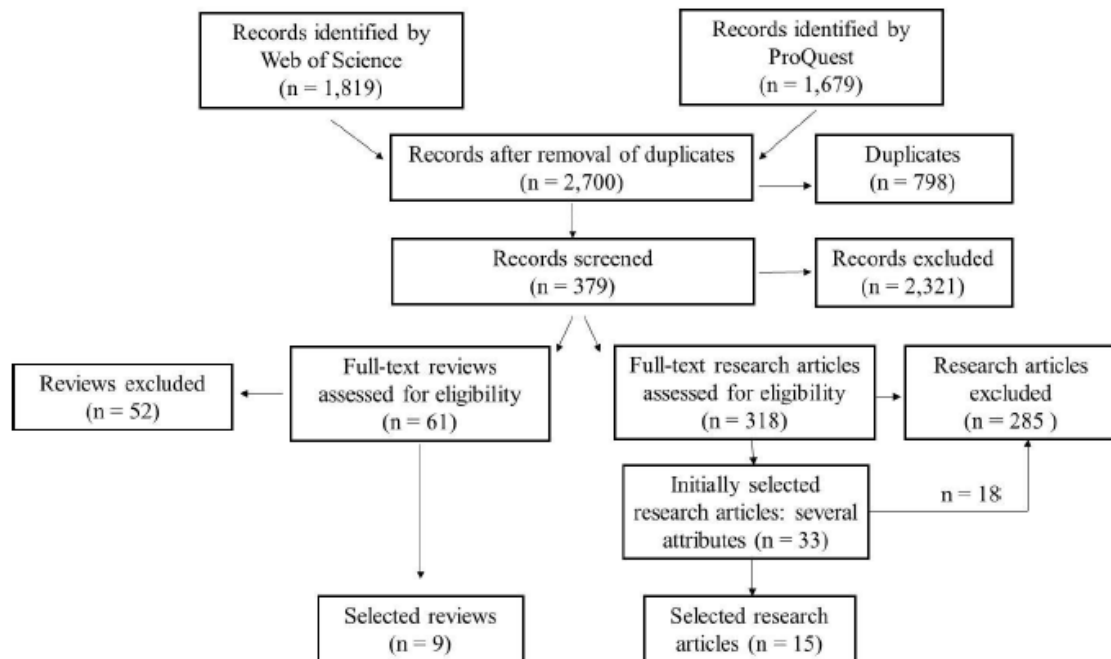 Records identified by
Web of Science
(n = 1,819)
Records identified by
ProQuest
(n = 1,679)
Records after removal of duplicates
(n = 2,700)
Duplicates
(n = 798)
Records screened
(n = 379)
Records excluded
(n = 2,321)
Reviews excluded
(n = 52)
Full-text reviews
assessed for eligibility
(n = 61)
Full-text research articles
assessed for eligibility
(n = 318)
Research articles
excluded
(n = 285 )
Initially selected
research articles: several
attributes (n = 33)
n = 18
Selected reviews
(n = 9)
Selected research
articles (n = 15)